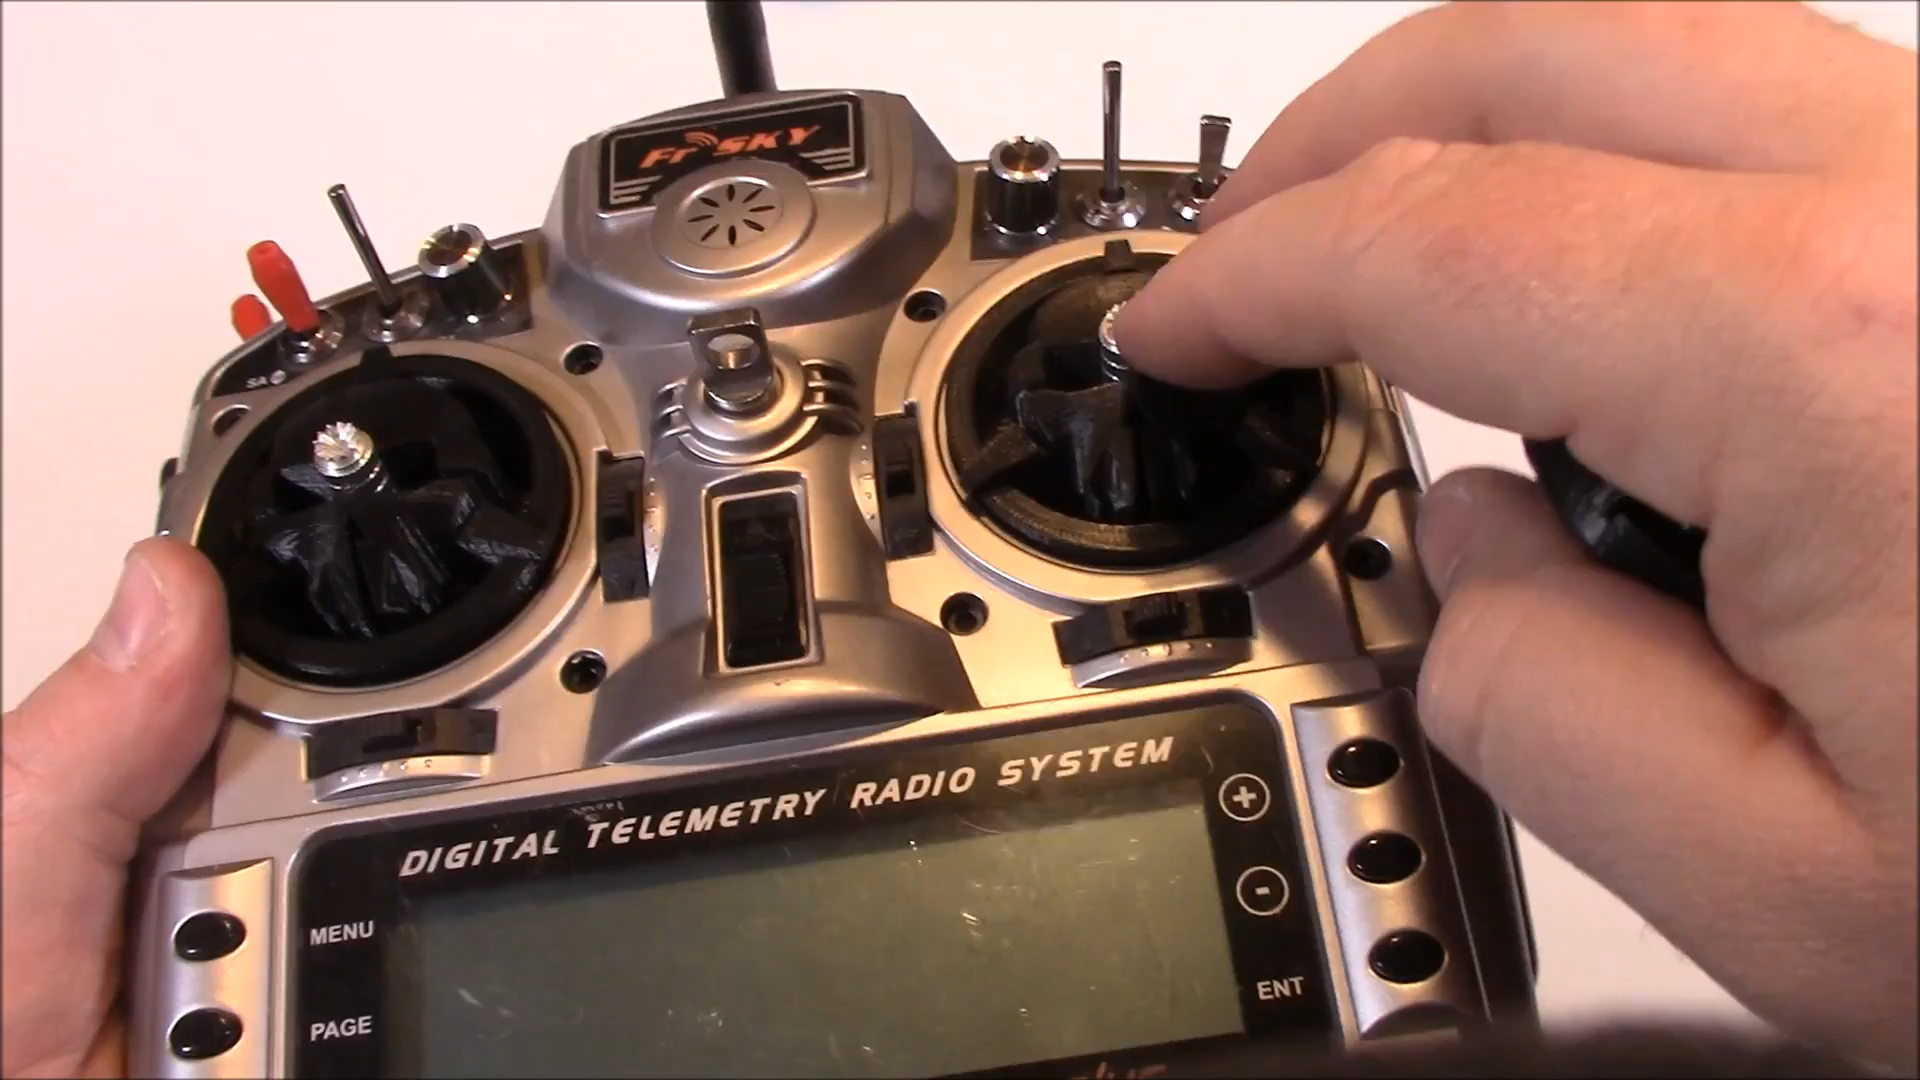 FrSKY
SA
DIGITAL TELEMETRY RADIO SYSTEM
+
-
MENU
ENT
PAGE